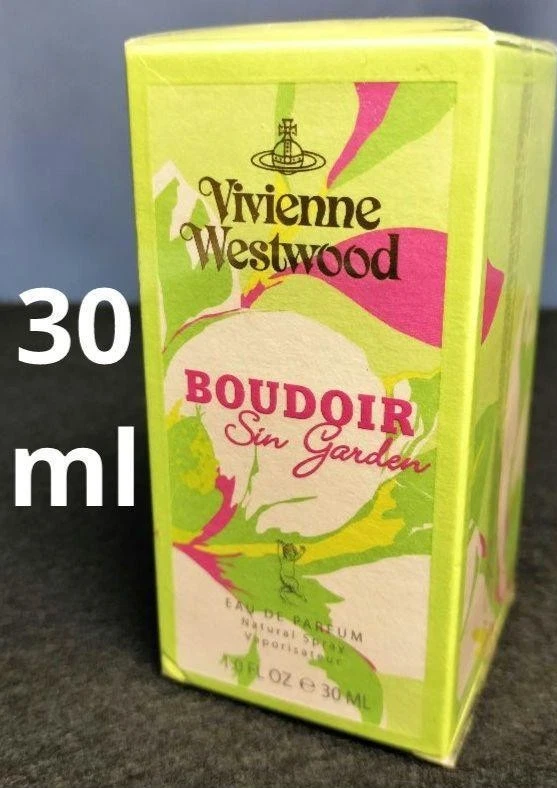 30
ml
Vivienne
Westwood
BOUDOIR
Sin Garden
EAU DE PARFUM
Natural Spray
Vaporisateur
1.0 FL OZ ℮ 30 ML